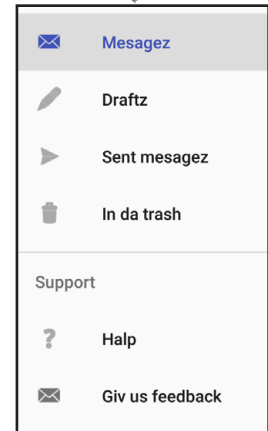 Mesagez
Draftz
Sent mesagez
In da trash
Support
Halp
Giv us feedback